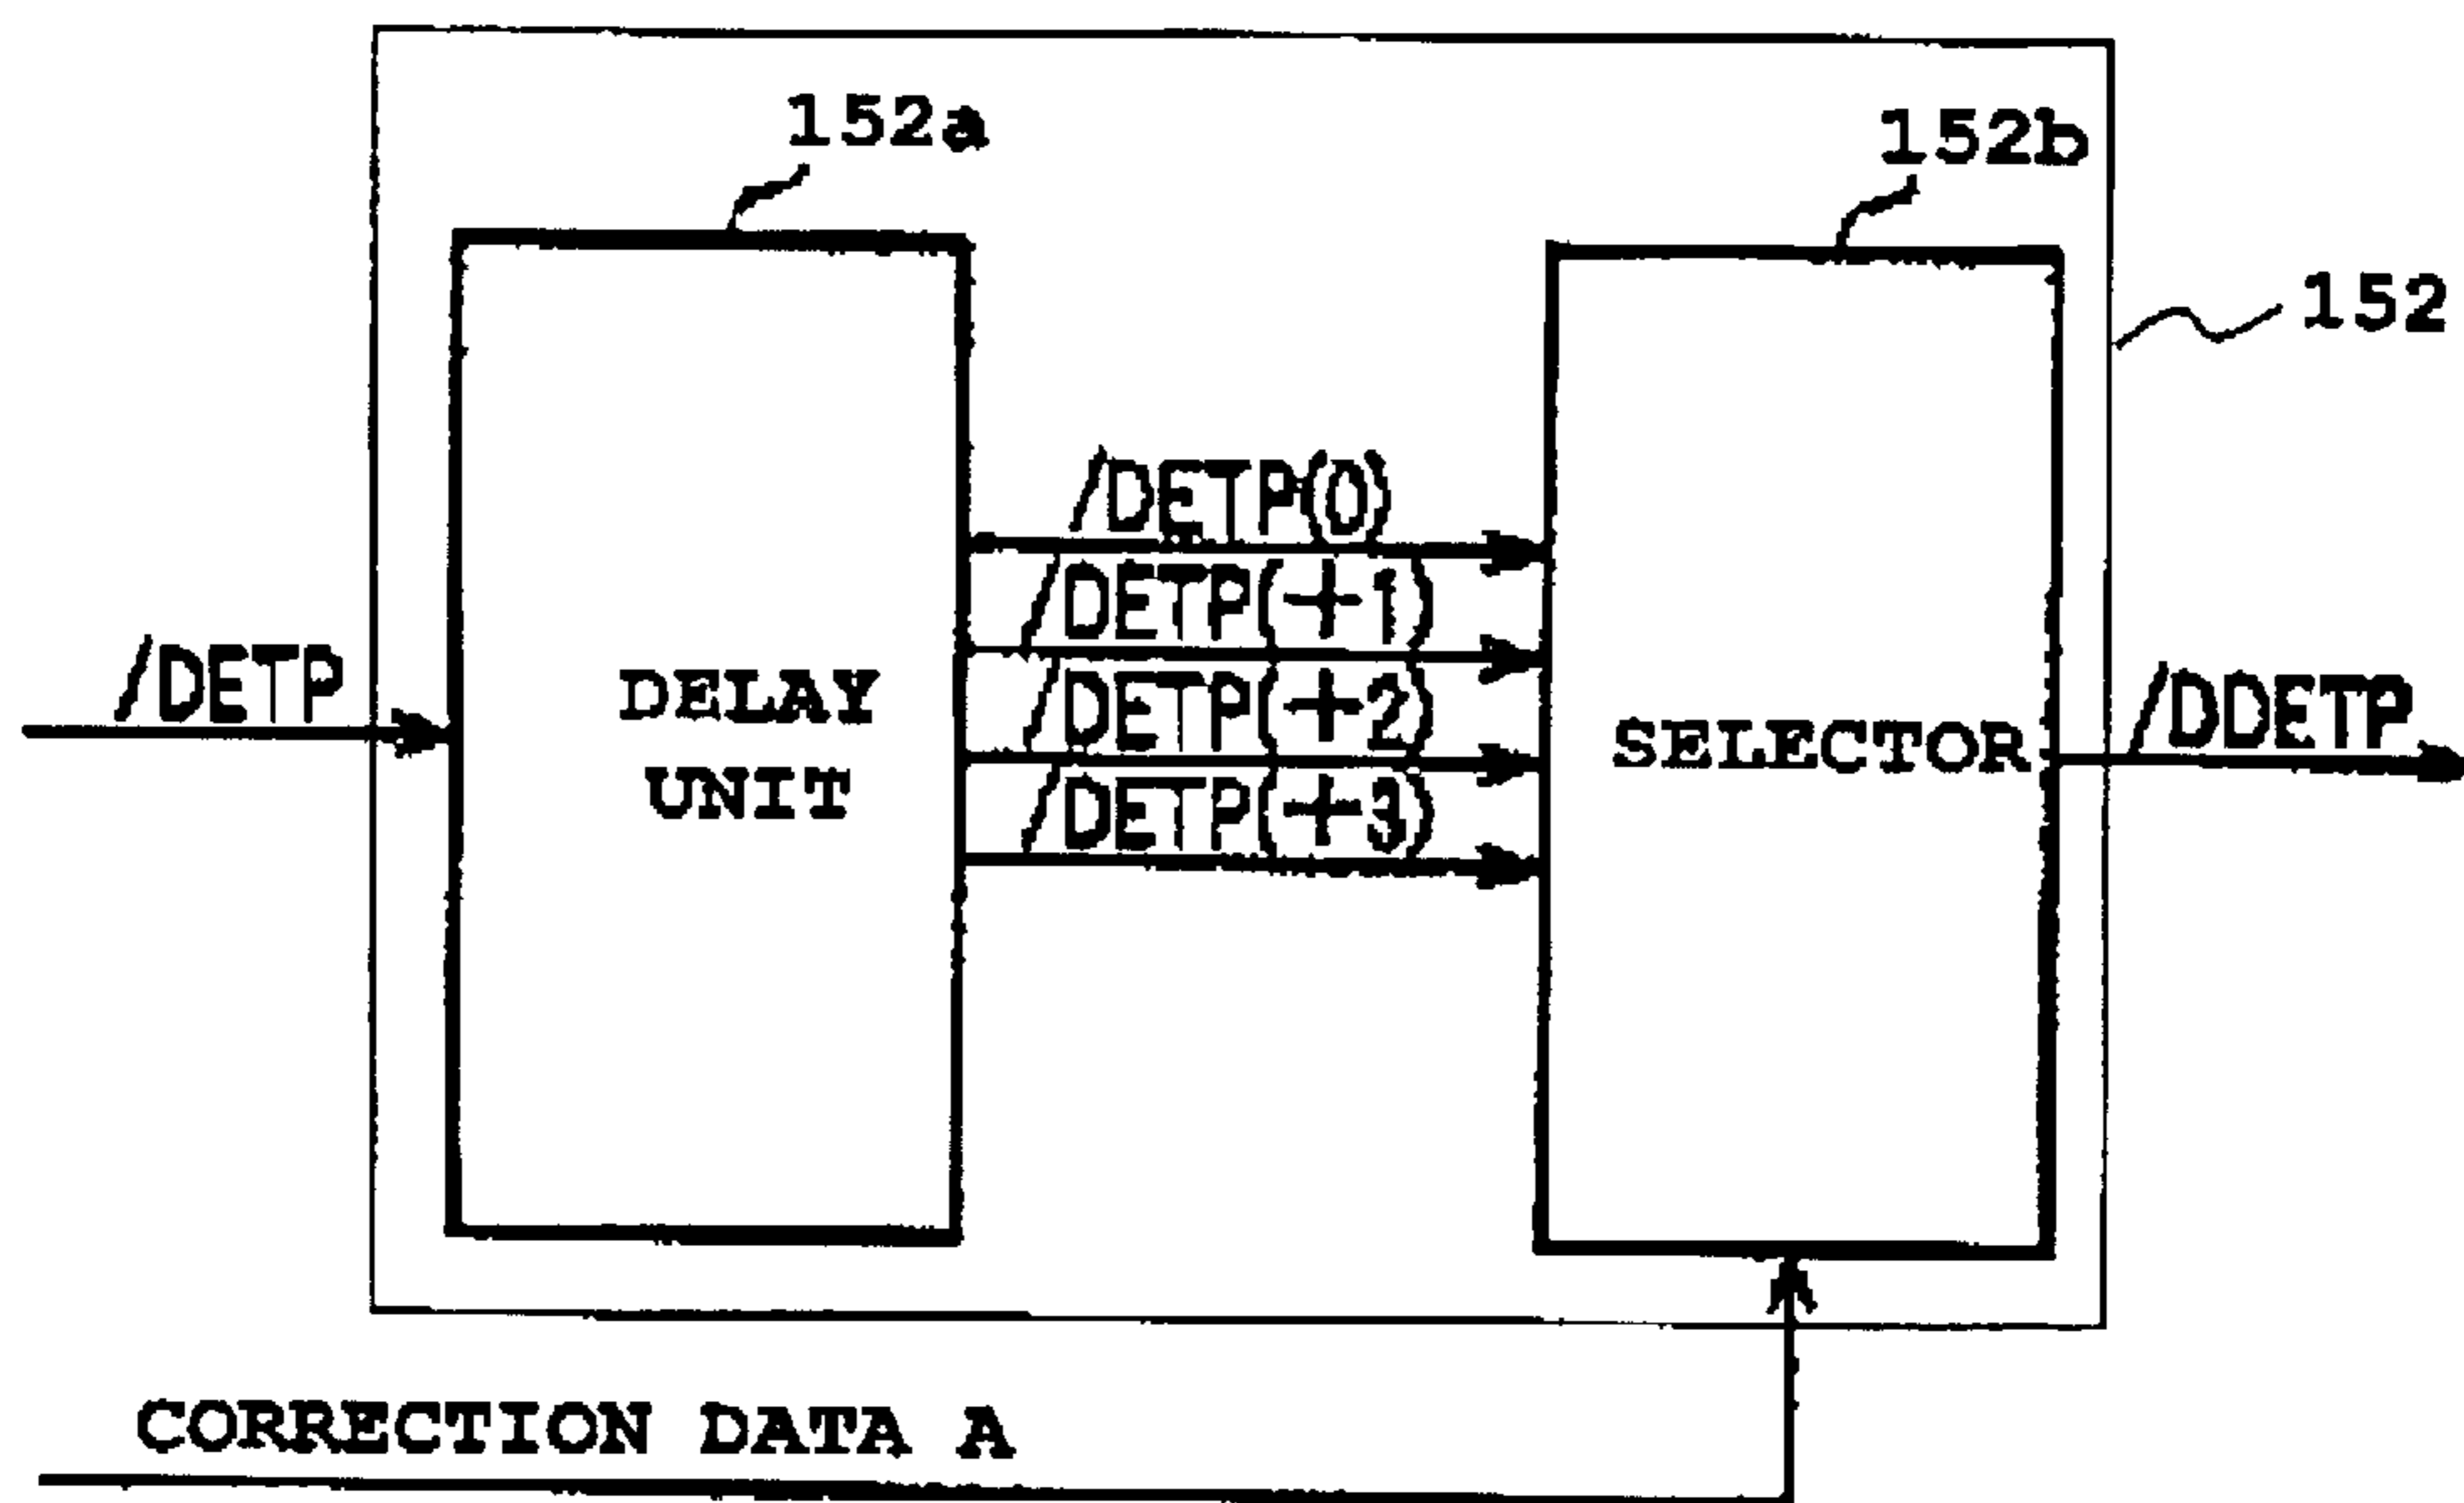 152a
152b
152
/DETP(0)
/DETP(+1)
/DETP(+2)
/DETP(+3)
/DETP
DELAY
UNIT
SELECTOR
/DDETP
CORRECTION DATA A